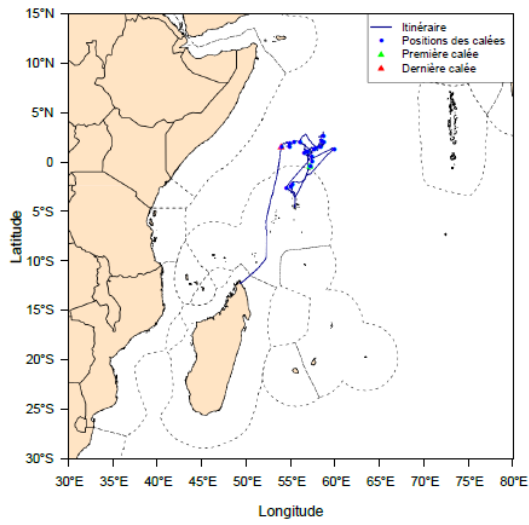 Itinéraire
Positions des calées
Première calée
Dernière calée
15°N
10°N
5°N
0
5°S
10°S
15°S
20°S
25°S
30°S
Latitude
30°E 35°E 40°E 45°E 50°E 55°E 60°E 65°E 70°E 75°E 80°E
Longitude